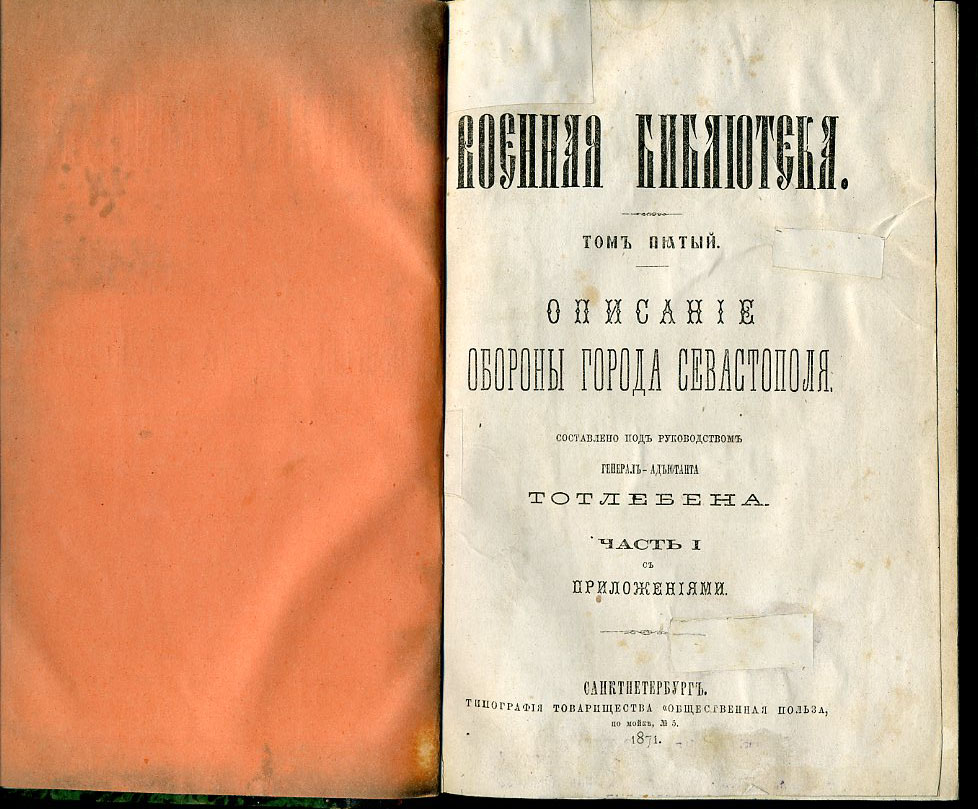 ВОЕННАЯ БИБЛІОТЕКА.
ТОМЪ ПЯТЫЙ.
ОПИСАНІЕ
ОБОРОНЫ ГОРОДА СЕВАСТОПОЛЯ.
СОСТАВЛЕНО ПОДЪ РУКОВОДСТВОМЪ
ГЕНЕРАЛЪ-АДЪЮТАНТА
ТОТЛЕБЕНА.
ЧАСТЬ I
СЪ
ПРИЛОЖЕНІЯМИ.
САНКТПЕТЕРБУРГЪ.
ТИПОГРАФІЯ ТОВАРИЩЕСТВА «ОБЩЕСТВЕННАЯ ПОЛЬЗА,
ПО МОЙКѢ, № 5.
1871.